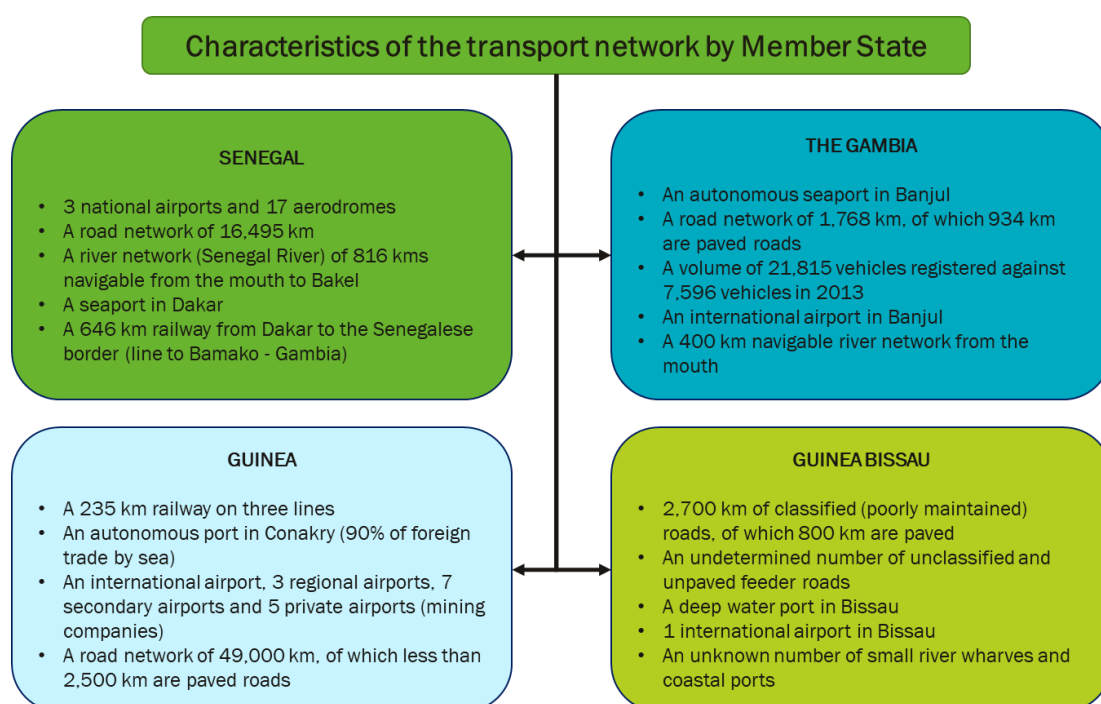 Characteristics of the transport network by Member State
SENEGAL
• 3 national airports and 17 aerodromes
• A road network of 16,495 km
• A river network (Senegal River) of 816 kms
navigable from the mouth to Bakel
• A seaport in Dakar
• A 646 km railway from Dakar to the Senegalese
border (line to Bamako - Gambia)
THE GAMBIA
• An autonomous seaport in Banjul
• A road network of 1,768 km, of which 934 km
are paved roads
• A volume of 21,815 vehicles registered against
7,596 vehicles in 2013
• An international airport in Banjul
• A 400 km navigable river network from the
mouth
GUINEA
• A 235 km railway on three lines
• An autonomous port in Conakry (90% of foreign
trade by sea)
• An international airport, 3 regional airports, 7
secondary airports and 5 private airports (mining
companies)
• A road network of 49,000 km, of which less than
2,500 km are paved roads
GUINEA BISSAU
• 2,700 km of classified (poorly maintained)
roads, of which 800 km are paved
• An undetermined number of unclassified and
unpaved feeder roads
• A deep water port in Bissau
• 1 international airport in Bissau
• An unknown number of small river wharves and
coastal ports